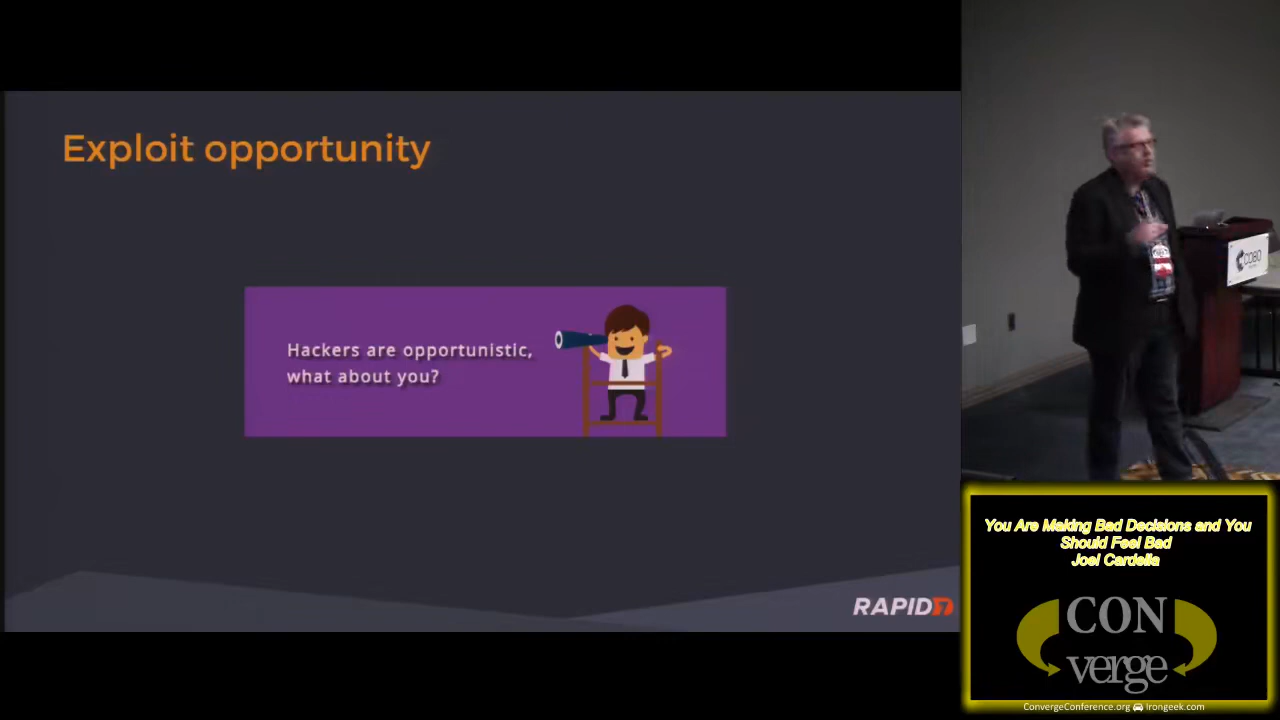 Exploit opportunity
Hackers are opportunistic,
what about you?
RAPID7
COBO
You Are Making Bad Decisions and You
Should Feel Bad
Joel Cardella
CON
verge
ConvergeConference.org Irongeek.com